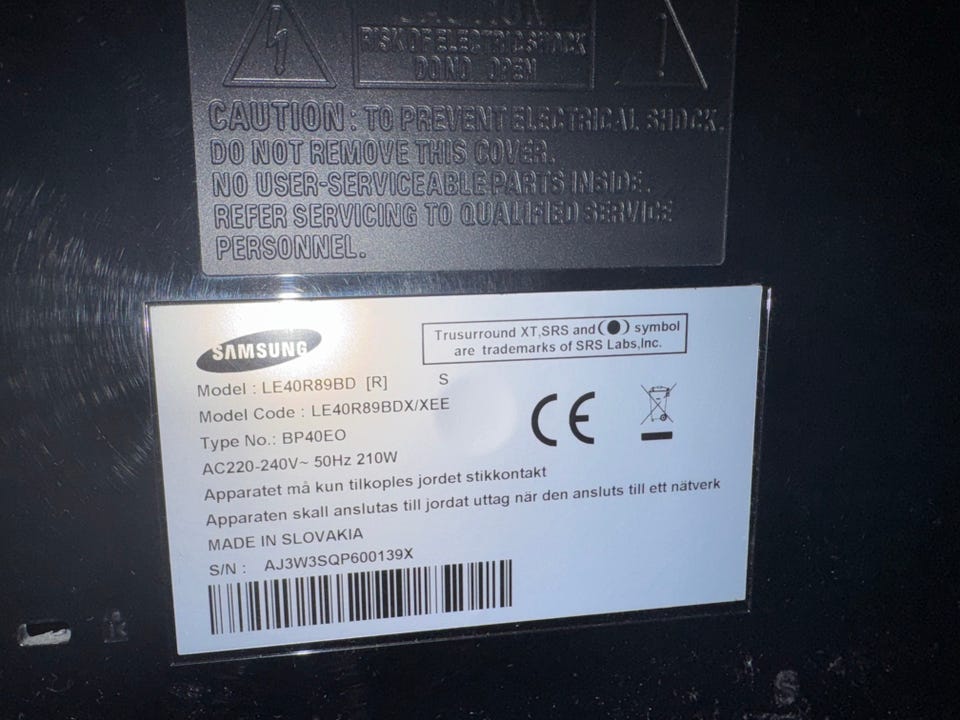 CAUTION
RISK OF ELECTRIC SHOCK
DO NO OPEN
CAUTION : TO PREVENT ELECTRICAL SHOCK.
DO NOT REMOVE THIS COVER.
NO USER-SERVICEABLE PARTS INSIDE.
REFER SERVICING TO QUALIFIED SERVICE
PERSONNEL.
SAMSUNG
Trusurround XT,SRS and (●) symbol
are trademarks of SRS Labs,Inc.
Model : LE40R89BD [R] S
Model Code : LE40R89BDX/XEE
Type No.: BP40EO
AC220-240V~ 50Hz 210W
Apparatet må kun tilkoples jordet stikkontakt
Apparaten skall anslutas till jordat uttag när den ansluts till ett nätverk
MADE IN SLOVAKIA
S/N : AJ3W3SQP600139X
CE